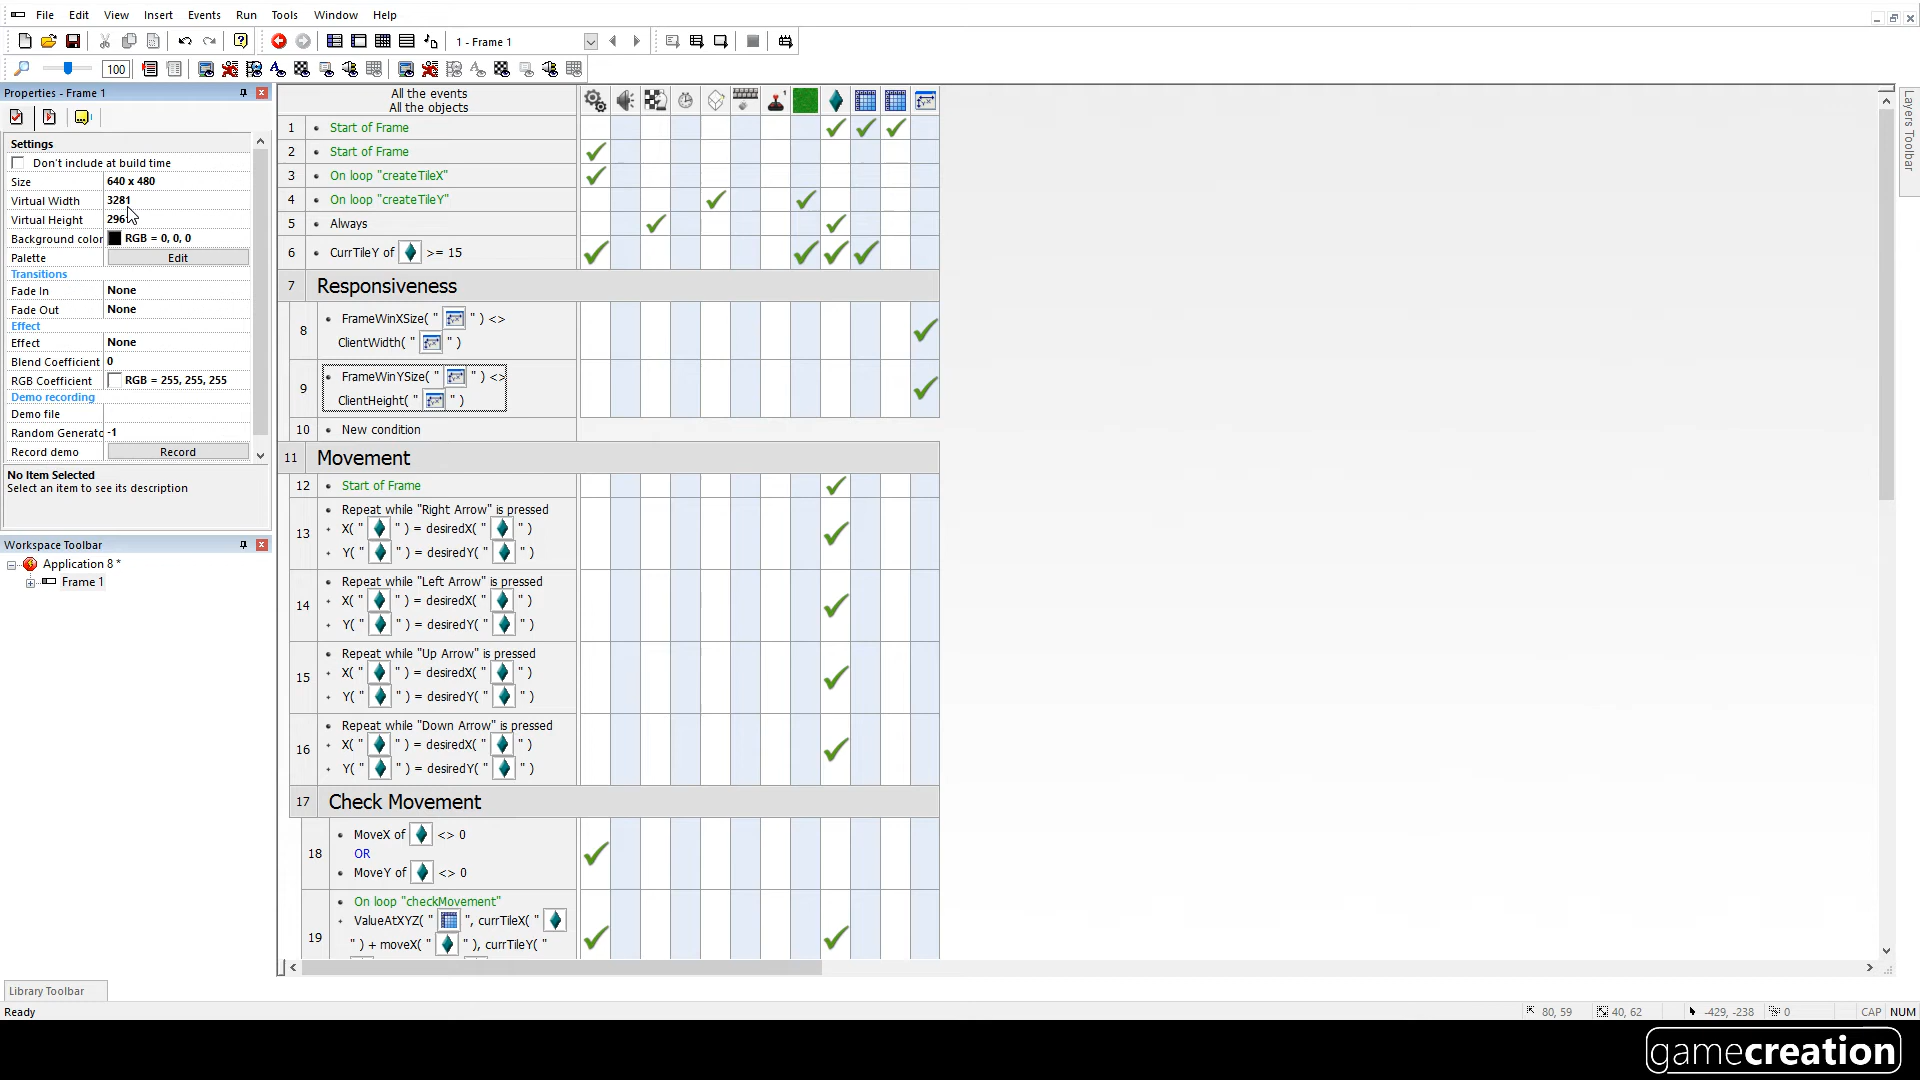 File Edit View Insert Events Run Tools Window Help
1 - Frame 1
100
Properties - Frame 1
Settings
Don't include at build time
Size 640 x 480
Virtual Width 3281
Virtual Height 296
Background color RGB = 0, 0, 0
Palette Edit
Transitions
Fade In None
Fade Out None
Effect
Effect None
Blend Coefficient 0
RGB Coefficient RGB = 255, 255, 255
Demo recording
Demo file
Random Generato -1
Record demo Record
No Item Selected
Select an item to see its description
Workspace Toolbar
Application 8 *
Frame 1
Library Toolbar
All the events
All the objects
1 Start of Frame
2 Start of Frame
3 On loop "createTileX"
4 On loop "createTileY"
5 Always
6 CurrTileY of >= 15
7 Responsiveness
8 FrameWinXSize( " " ) <>
ClientWidth( " " )
9 FrameWinYSize( " " ) <>
ClientHeight( " " )
10 New condition
11 Movement
12 Start of Frame
13 Repeat while "Right Arrow" is pressed
X( " " ) = desiredX( " " )
Y( " " ) = desiredY( " " )
14 Repeat while "Left Arrow" is pressed
X( " " ) = desiredX( " " )
Y( " " ) = desiredY( " " )
15 Repeat while "Up Arrow" is pressed
X( " " ) = desiredX( " " )
Y( " " ) = desiredY( " " )
16 Repeat while "Down Arrow" is pressed
X( " " ) = desiredX( " " )
Y( " " ) = desiredY( " " )
17 Check Movement
18 MoveX of <> 0
OR
MoveY of <> 0
19 On loop "checkMovement"
ValueAtXYZ( " ", currTileX( "
" ) + moveX( " " ), currTileY( "
Layers Toolbar
Ready 80, 59 40, 62 -429, -238 0 CAP NUM
gamecreation